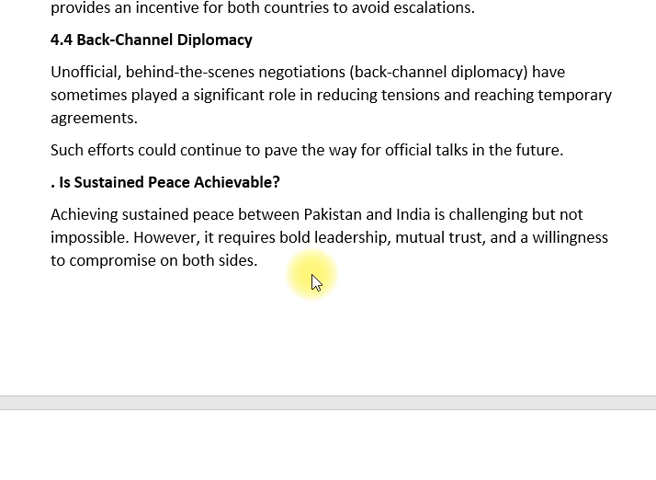 provides an incentive for both countries to avoid escalations.
4.4 Back-Channel Diplomacy
Unofficial, behind-the-scenes negotiations (back-channel diplomacy) have
sometimes played a significant role in reducing tensions and reaching temporary
agreements.
Such efforts could continue to pave the way for official talks in the future.
. Is Sustained Peace Achievable?
Achieving sustained peace between Pakistan and India is challenging but not
impossible. However, it requires bold leadership, mutual trust, and a willingness
to compromise on both sides.